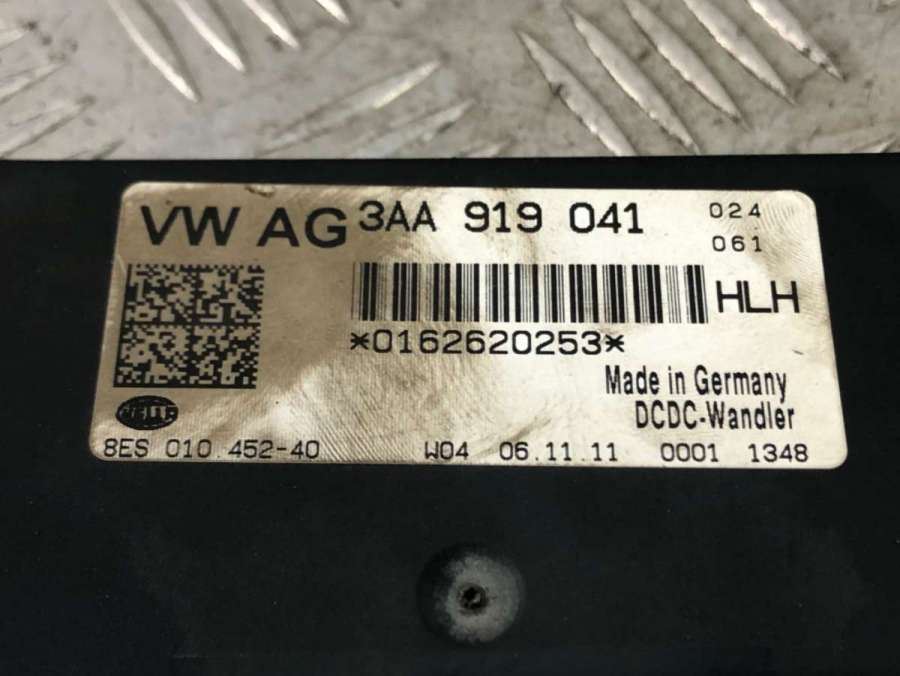 VW AG 3AA 919 041 024
061
HLH
*0162620253*
Made in Germany
DCDC-Wandler
HELLA
8ES 010.452-40 W04 06.11.11 0001 1348